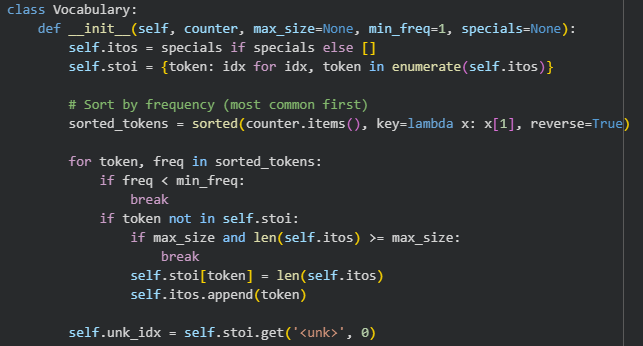 class Vocabulary:
    def __init__(self, counter, max_size=None, min_freq=1, specials=None):
        self.itos = specials if specials else []
        self.stoi = {token: idx for idx, token in enumerate(self.itos)}

        # Sort by frequency (most common first)
        sorted_tokens = sorted(counter.items(), key=lambda x: x[1], reverse=True)

        for token, freq in sorted_tokens:
            if freq < min_freq:
                break
            if token not in self.stoi:
                if max_size and len(self.itos) >= max_size:
                    break
                self.stoi[token] = len(self.itos)
                self.itos.append(token)

        self.unk_idx = self.stoi.get('<unk>', 0)